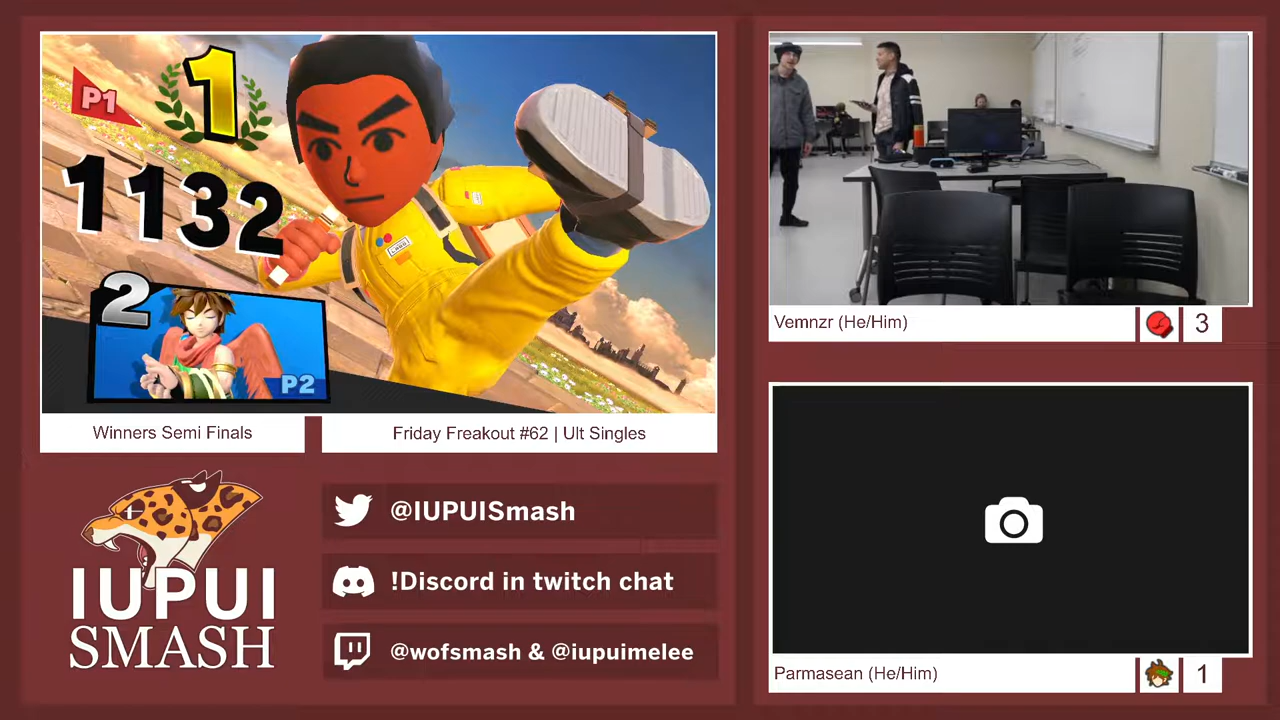 P1
1
1132
2
P2
Winners Semi Finals
Friday Freakout #62 | Ult Singles
IUPUI
SMASH
@IUPUISmash
!Discord in twitch chat
@wofsmash & @iupuimelee
Vemnzr (He/Him)
3
Parmasean (He/Him)
1